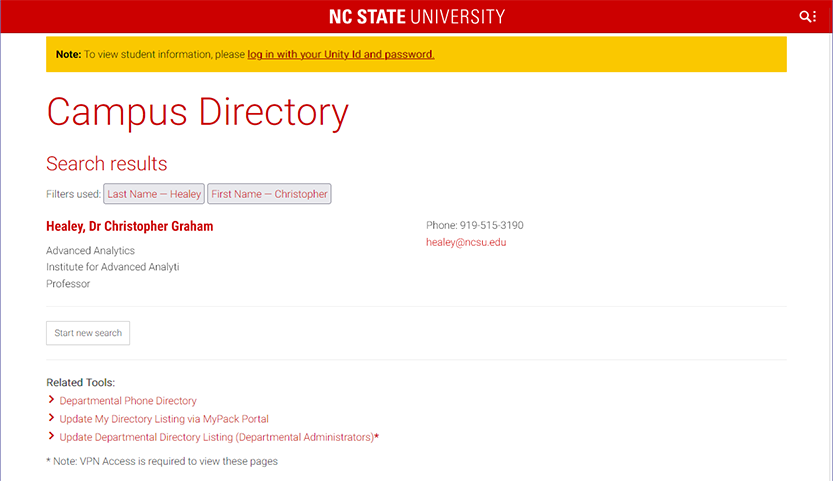 NC STATE UNIVERSITY
Note: To view student information, please log in with your Unity Id and password.
Campus Directory
Search results
Filters used: Last Name — Healey First Name — Christopher
Healey, Dr Christopher Graham
Phone: 919-515-3190
Advanced Analytics
healey@ncsu.edu
Institute for Advanced Analyti
Professor
Start new search
Related Tools:
Departmental Phone Directory
Update My Directory Listing via MyPack Portal
Update Departmental Directory Listing (Departmental Administrators)*
* Note: VPN Access is required to view these pages